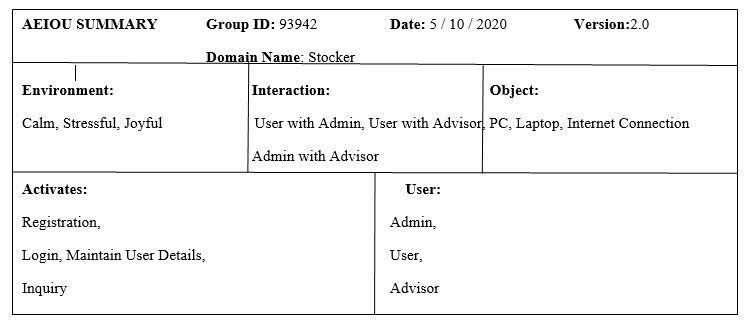 AEIOU SUMMARY Group ID: 93942 Date: 5 / 10 / 2020 Version:2.0
Domain Name: Stocker
Environment: Interaction: Object:
Calm, Stressful, Joyful User with Admin, User with Advisor, PC, Laptop, Internet Connection
Admin with Advisor
Activates: User:
Registration, Admin,
Login, Maintain User Details, User,
Inquiry Advisor